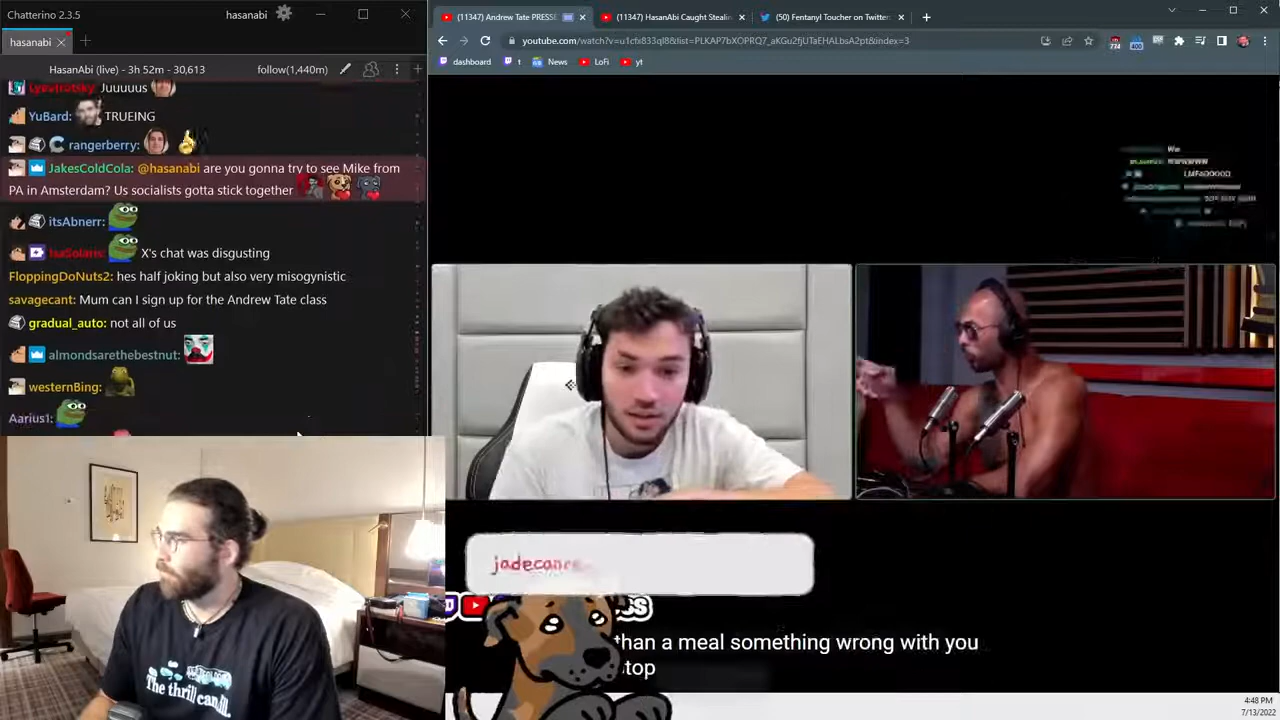 Chatterino 2.3.5
hasanabi
hasanabi
HasanAbi (live) - 3h 52m - 30,613
follow(1,440m)
Juuuuus
YuBard: TRUEING
rangerberry:
JakesColdCola: @hasanabi are you gonna try to see Mike from
PA in Amsterdam? Us socialists gotta stick together
itsAbnerr:
X's chat was disgusting
FloppingDoNuts2: hes half joking but also very misogynistic
savagecant: Mum can I sign up for the Andrew Tate class
gradual_auto: not all of us
almondsarethebestnut:
westernBing:
Aarius1:
(11347) Andrew Tate PRESSE
(11347) HasanAbi Caught Stealin
(50) Fentanyl Toucher on Twitter
youtube.com/watch?v=u1cfx833ql8&list=PLKAP7bXOPRQ7_aKGu2fjUTaEHALbsA2pt&index=3
774
400
dashboard
t
News
LoFi
yt
The thrill can
than a meal something wrong with you
top
4:48 PM
7/13/2022